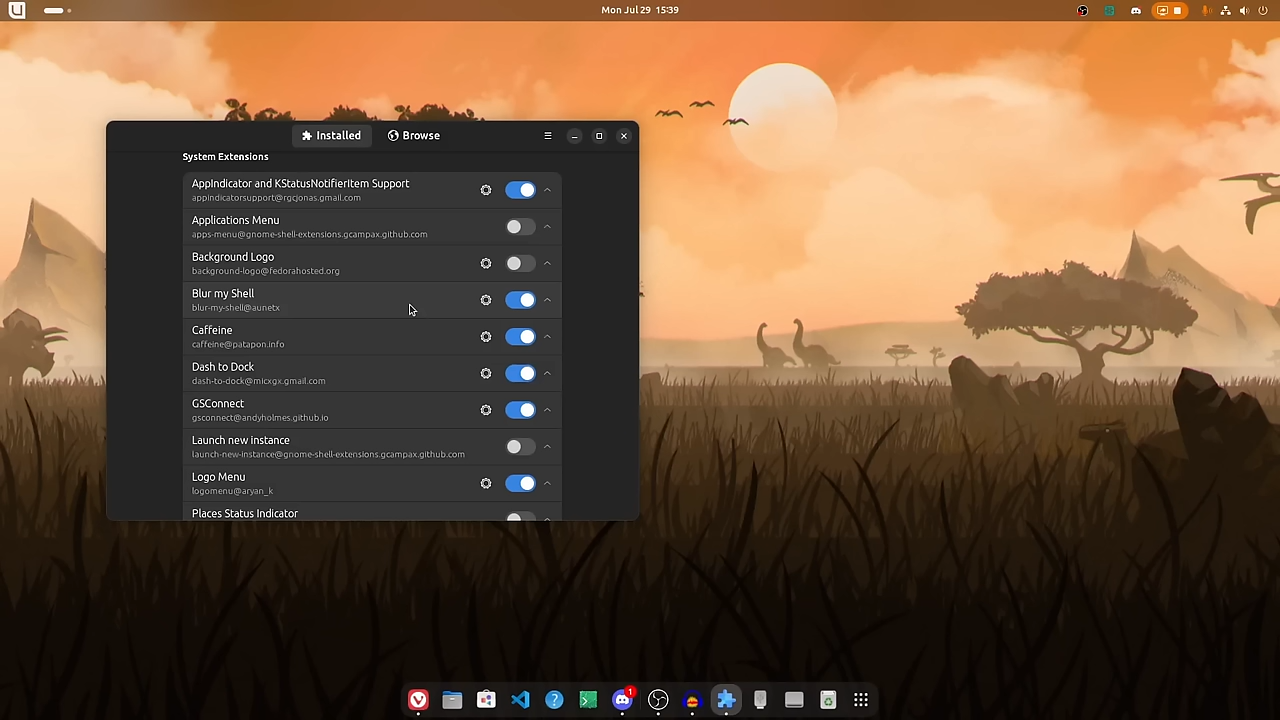 Mon Jul 29 15:39
Installed
Browse
System Extensions
AppIndicator and KStatusNotifierItem Support
appindicatorsupport@rgcjonas.gmail.com
Applications Menu
apps-menu@gnome-shell-extensions.gcampax.github.com
Background Logo
background-logo@fedorahosted.org
Blur my Shell
blur-my-shell@aunetx
Caffeine
caffeine@patapon.info
Dash to Dock
dash-to-dock@micxgx.gmail.com
GSConnect
gsconnect@andyholmes.github.io
Launch new instance
launch-new-instance@gnome-shell-extensions.gcampax.github.com
Logo Menu
logomenu@aryan_k
Places Status Indicator
1